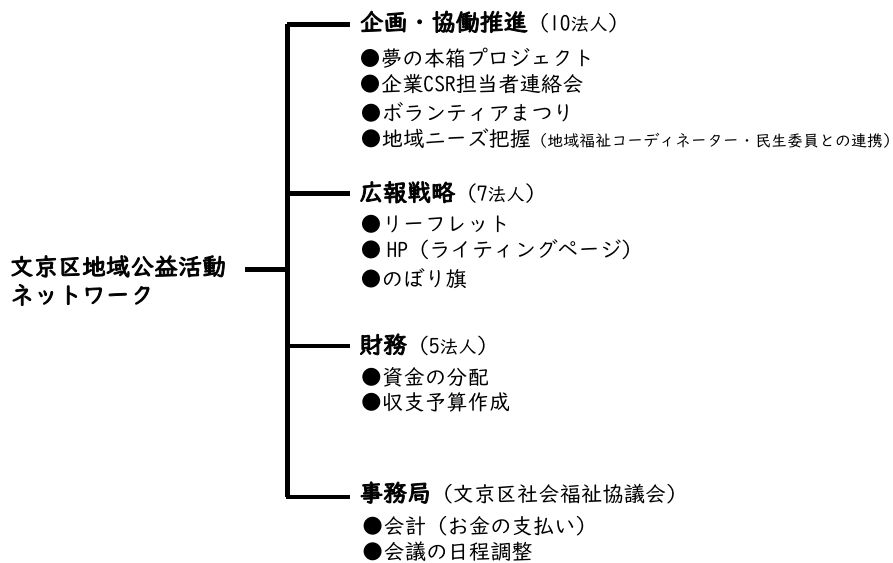 企画・協働推進（10法人）
●夢の本箱プロジェクト
●企業CSR担当者連絡会
●ボランティアまつり
●地域ニーズ把握（地域福祉コーディネーター・民生委員との連携）
広報戦略（7法人）
●リーフレット
●HP（ライティングページ）
●のぼり旗
文京区地域公益活動
ネットワーク
財務（5法人）
●資金の分配
●収支予算作成
事務局（文京区社会福祉協議会）
●会計（お金の支払い）
●会議の日程調整